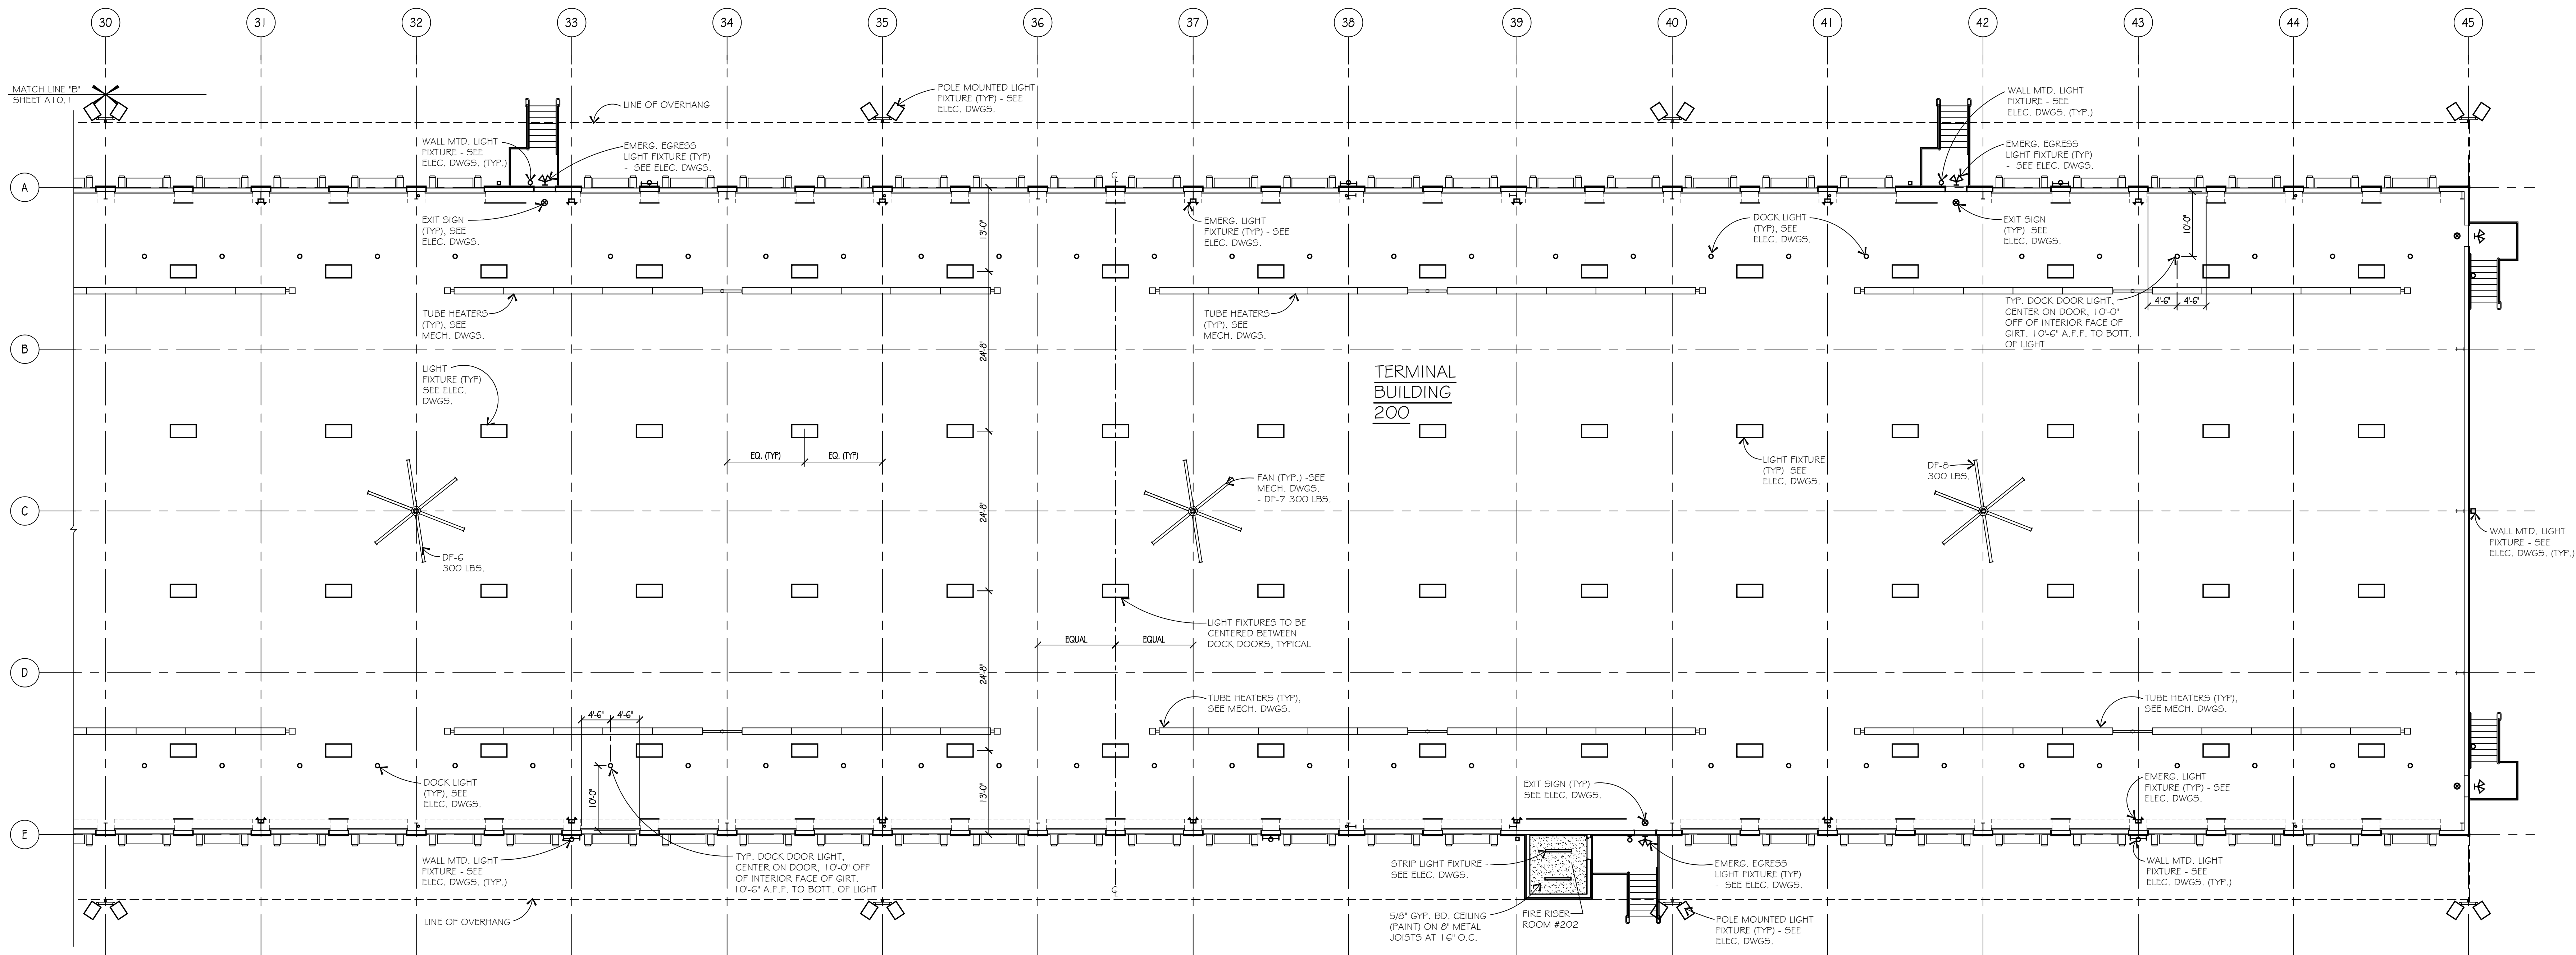 30 31 32 33 34 35 36 37 38 39 40 41 42 43 44 45
MATCH LINE "B"
SHEET A10.1
LINE OF OVERHANG
POLE MOUNTED LIGHT
FIXTURE (TYP) - SEE
ELEC. DWGS.
WALL MTD. LIGHT
FIXTURE - SEE
ELEC. DWGS. (TYP.)
WALL MTD. LIGHT
FIXTURE - SEE
ELEC. DWGS. (TYP.)
EMERG. EGRESS
LIGHT FIXTURE (TYP)
- SEE ELEC. DWGS.
EMERG. EGRESS
LIGHT FIXTURE (TYP)
- SEE ELEC. DWGS.
A
℄
EXIT SIGN
(TYP), SEE
ELEC. DWGS.
13'-0"
EMERG. LIGHT
FIXTURE (TYP) - SEE
ELEC. DWGS.
DOCK LIGHT
(TYP), SEE
ELEC. DWGS.
EXIT SIGN
(TYP) SEE
ELEC. DWGS.
10'-0"
TUBE HEATERS
(TYP), SEE
MECH. DWGS.
TUBE HEATERS
(TYP), SEE
MECH. DWGS.
TYP. DOCK DOOR LIGHT,
CENTER ON DOOR, 10'-0"
OFF OF INTERIOR FACE OF
GIRT. 10'-6" A.F.F. TO BOTT.
OF LIGHT
4'-6" 4'-6"
B
24'-8"
LIGHT
FIXTURE (TYP)
SEE ELEC.
DWGS.
TERMINAL
BUILDING
200
EQ. (TYP) EQ. (TYP)
FAN (TYP.) -SEE
MECH. DWGS.
- DF-7 300 LBS.
LIGHT FIXTURE
(TYP) SEE
ELEC. DWGS.
DF-8
300 LBS.
C
24'-8"
WALL MTD. LIGHT
FIXTURE - SEE
ELEC. DWGS. (TYP.)
DF-6
300 LBS.
LIGHT FIXTURES TO BE
CENTERED BETWEEN
DOCK DOORS, TYPICAL
EQUAL EQUAL
D
24'-8"
TUBE HEATERS (TYP),
SEE MECH. DWGS.
TUBE HEATERS (TYP),
SEE MECH. DWGS.
4'-6" 4'-6"
DOCK LIGHT
(TYP), SEE
ELEC. DWGS.
10'-0"
13'-0"
EXIT SIGN (TYP)
SEE ELEC. DWGS.
EMERG. LIGHT
FIXTURE (TYP) - SEE
ELEC. DWGS.
E
WALL MTD. LIGHT
FIXTURE - SEE
ELEC. DWGS. (TYP.)
TYP. DOCK DOOR LIGHT,
CENTER ON DOOR, 10'-0" OFF
OF INTERIOR FACE OF GIRT.
10'-6" A.F.F. TO BOTT. OF LIGHT
STRIP LIGHT FIXTURE -
SEE ELEC. DWGS.
EMERG. EGRESS
LIGHT FIXTURE (TYP)
- SEE ELEC. DWGS.
WALL MTD. LIGHT
FIXTURE - SEE
ELEC. DWGS. (TYP.)
℄
LINE OF OVERHANG
5/8" GYP. BD. CEILING
(PAINT) ON 8" METAL
JOISTS AT 16" O.C.
FIRE RISER
ROOM #202
POLE MOUNTED LIGHT
FIXTURE (TYP) - SEE
ELEC. DWGS.